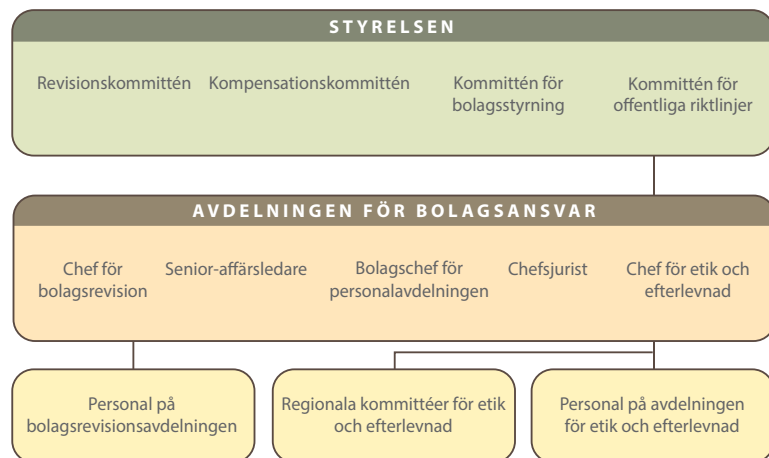 STYRELSEN
Revisionskommittén
Kompensationskommittén
Kommittén för
bolagsstyrning
Kommittén för
offentliga riktlinjer
AVDELNINGEN FÖR BOLAGSANSVAR
Chef för
bolagsrevision
Senior-affärsledare
Bolagschef för
personalavdelningen
Chefsjurist
Chef för etik och
efterlevnad
Personal på
bolagsrevisionsavdelningen
Regionala kommittéer för etik
och efterlevnad
Personal på avdelningen
för etik och efterlevnad